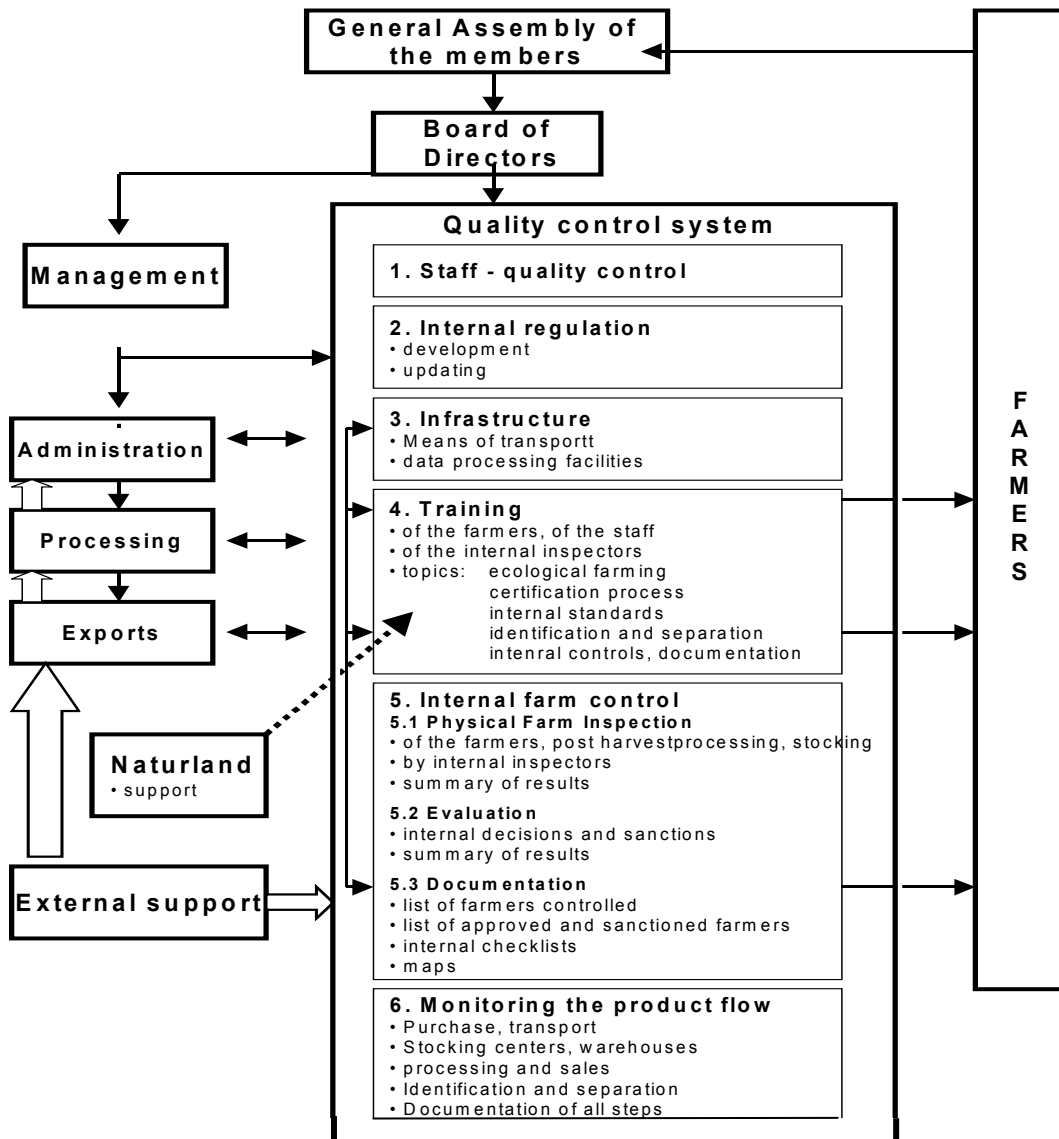 General Assembly of
the members
Board of
Directors
Management
Administration
Processing
Exports
Naturland
• support
External support
Quality control system
1. Staff - quality control
2. Internal regulation
• development
• updating
3. Infrastructure
• Means of transportt
• data processing facilities
4. Training
• of the farmers, of the staff
• of the internal inspectors
• topics: ecological farming
certification process
internal standards
identification and separation
intenral controls, documentation
5. Internal farm control
5.1 Physical Farm Inspection
• of the farmers, post harvestprocessing, stocking
• by internal inspectors
• summary of results
5.2 Evaluation
• internal decisions and sanctions
• summary of results
5.3 Documentation
• list of farmers controlled
• list of approved and sanctioned farmers
• internal checklists
• maps
6. Monitoring the product flow
• Purchase, transport
• Stocking centers, warehouses
• processing and sales
• Identification and separation
• Documentation of all steps
FARMERS